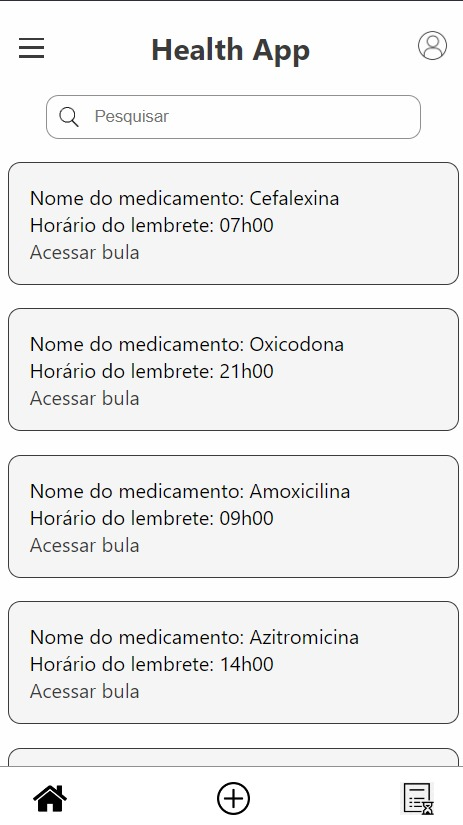 Health App
Pesquisar
Nome do medicamento: Cefalexina
Horário do lembrete: 07h00
Acessar bula
Nome do medicamento: Oxicodona
Horário do lembrete: 21h00
Acessar bula
Nome do medicamento: Amoxicilina
Horário do lembrete: 09h00
Acessar bula
Nome do medicamento: Azitromicina
Horário do lembrete: 14h00
Acessar bula